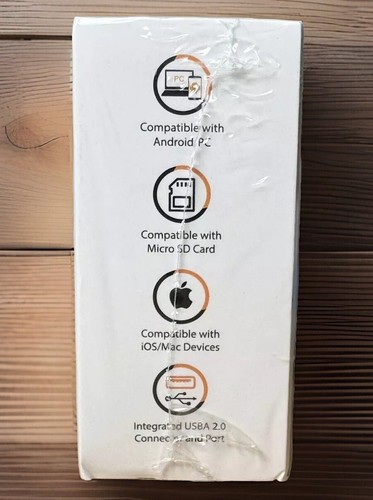 PC
Compatible with
Android, PC
Compatible with
Micro SD Card
Compatible with
iOS/Mac Devices
Integrated USBA 2.0
Connector and Port